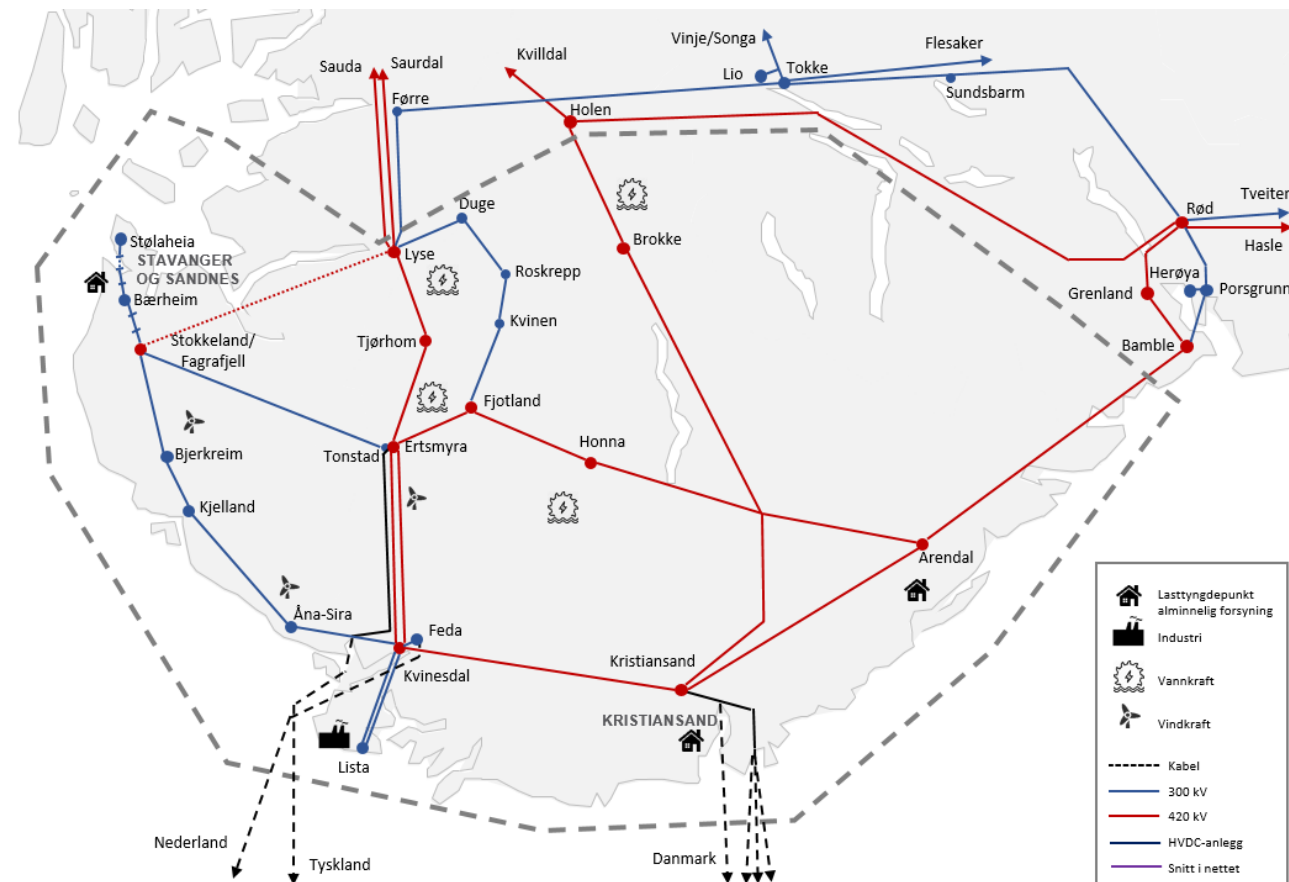 Vinje/Songa
Flesaker
Kvilldal
Saurdal
Sauda
Lio
Tokke
Sundsbarm
Førre
Holen
Tveiten
Duge
Rød
Stølaheia
Brokke
Hasle
STAVANGER
Lyse
OG SANDNES
Roskrepp
Herøya
Porsgrunn
Bærheim
Grenland
Kvinen
Stokkeland/
Fagrafjell
Tjørhom
Bamble
Fjotland
Honna
Tonstad
Ertsmyra
Bjerkreim
Kjelland
Arendal
Åna-Sira
Feda
Kvinesdal
Kristiansand
KRISTIANSAND
Lista
Nederland
Tyskland
Danmark
Lasttyngdepunkt
alminnelig forsyning
Industri
Vannkraft
Vindkraft
Kabel
300 kV
420 kV
HVDC-anlegg
Snitt i nettet